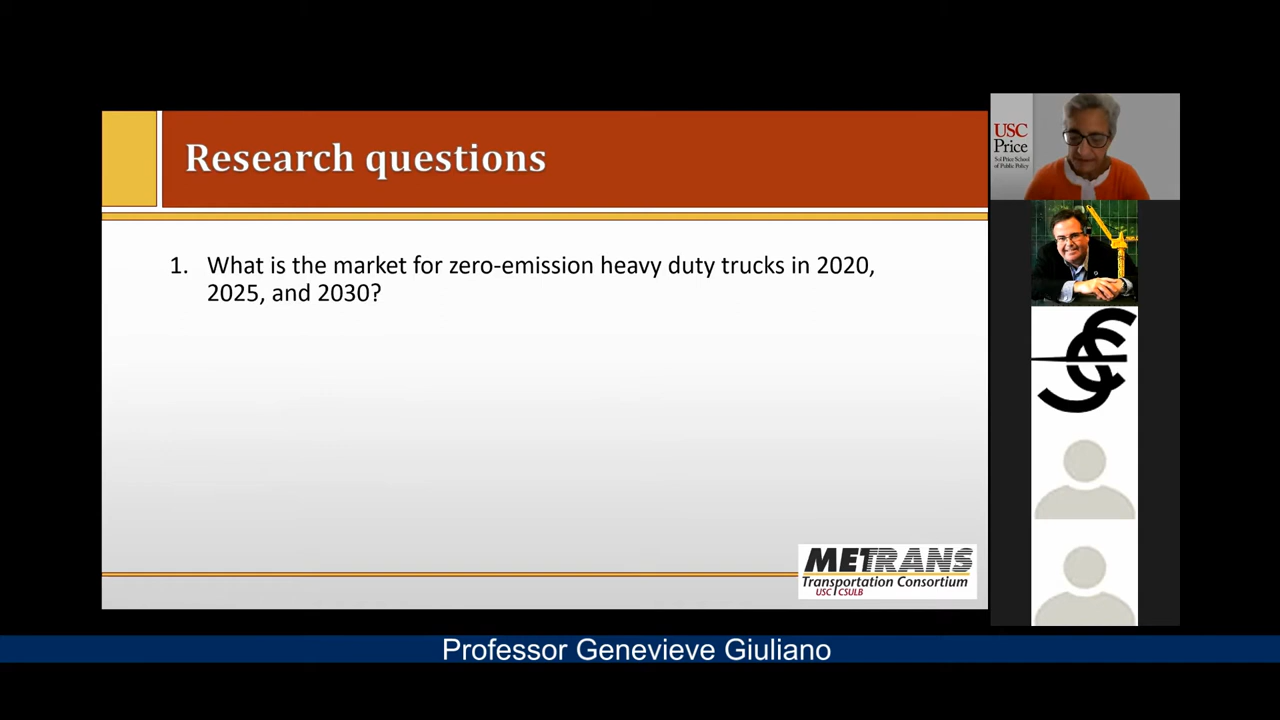 Research questions
1. What is the market for zero-emission heavy duty trucks in 2020,
2025, and 2030?
METRANS
Transportation Consortium
USC CSULB
USC
Price
Sol Price School
of Public Policy
Professor Genevieve Giuliano